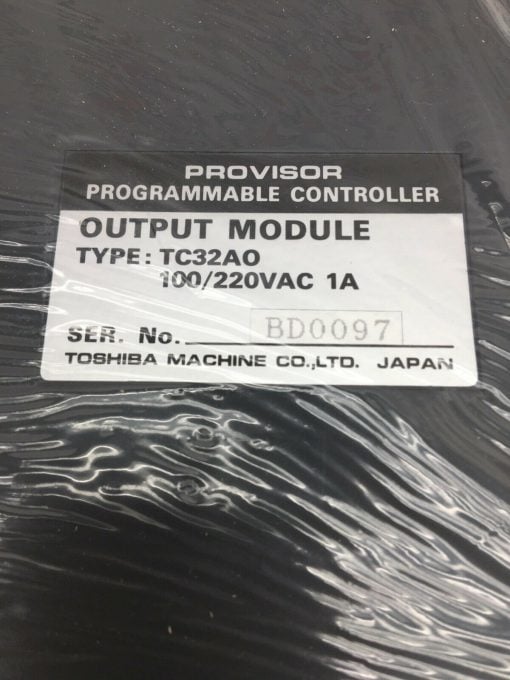 PROVISOR
PROGRAMMABLE CONTROLLER
OUTPUT MODULE
TYPE: TC32AO
100/220VAC 1A
SER. No. BD0097
TOSHIBA MACHINE CO.,LTD. JAPAN